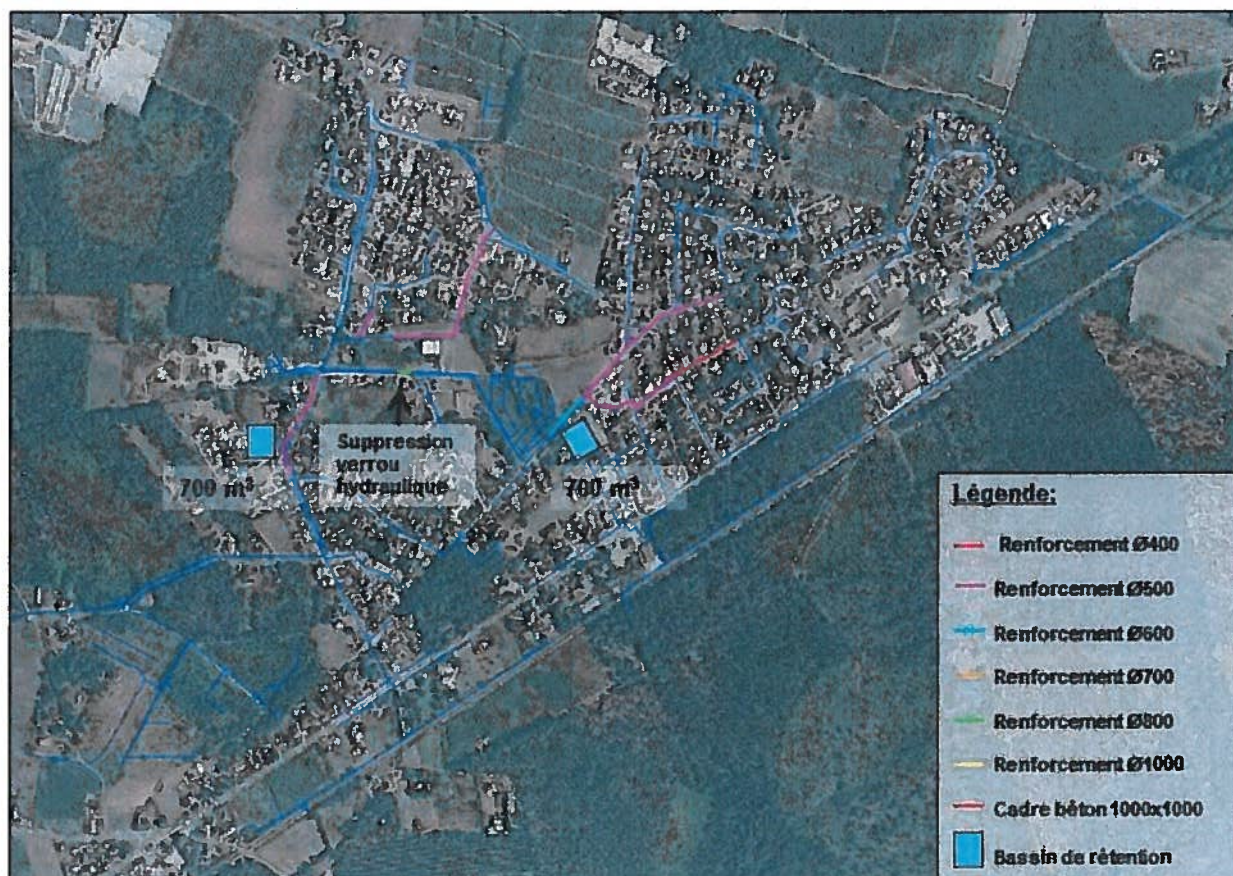 Suppression
verrou
hydraulique
700 m³
700 m³
Légende:
Renforcement Ø400
Renforcement Ø500
Renforcement Ø600
Renforcement Ø700
Renforcement Ø800
Renforcement Ø1000
Cadre béton 1000x1000
Bassin de rétention